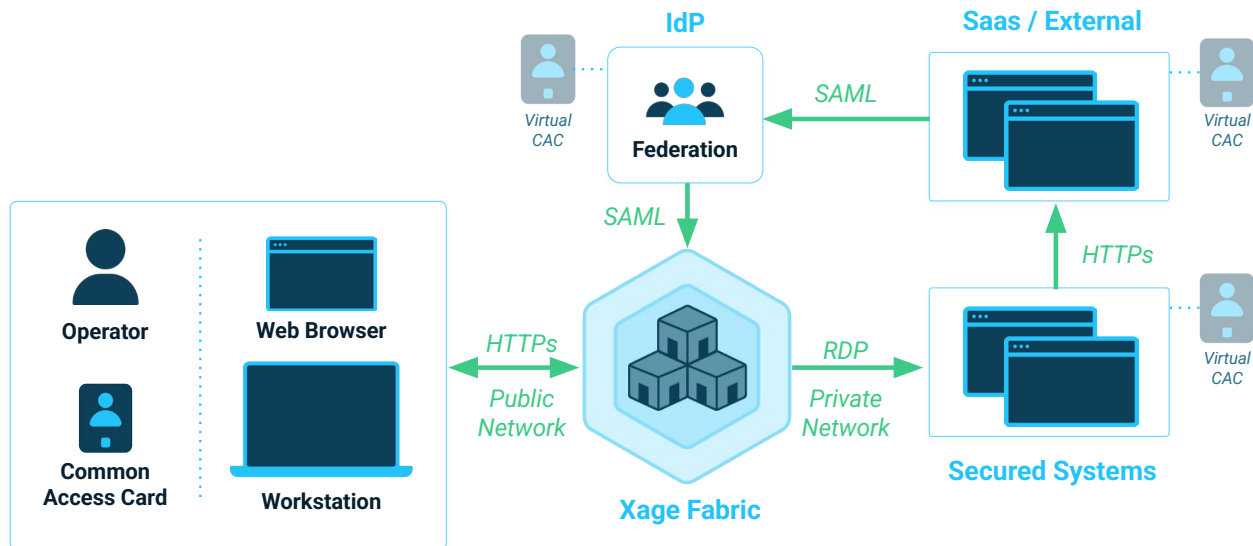 IdP
Saas / External
Virtual
CAC
Federation
SAML
Virtual
CAC
SAML
HTTPs
Operator
Web Browser
Common
Access Card
Workstation
HTTPs
Public
Network
Xage Fabric
RDP
Private
Network
Virtual
CAC
Secured Systems